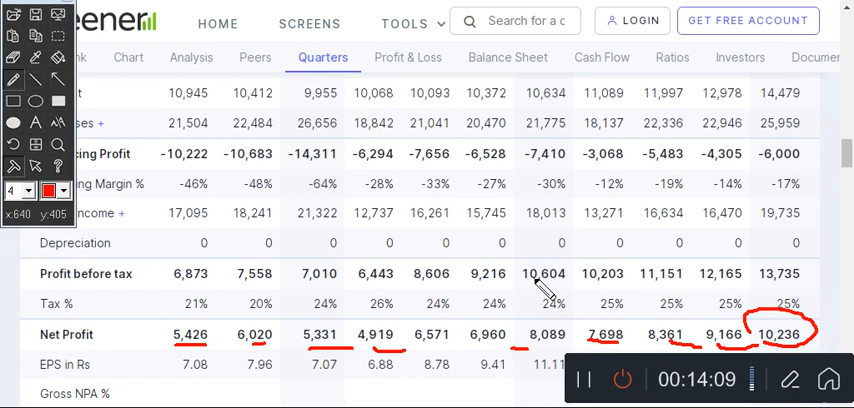 eener
HOME SCREENS TOOLS
Search for a c
LOGIN
GET FREE ACCOUNT
nk Chart Analysis Peers Quarters Profit & Loss Balance Sheet Cash Flow Ratios Investors Documen
t 10,945 10,412 9,955 10,068 10,093 10,372 10,634 11,089 11,997 12,978 14,479
ses + 21,504 22,484 26,656 18,842 21,041 20,470 21,775 18,137 22,336 22,946 25,959
cing Profit -10,222 -10,683 -14,311 -6,294 -7,656 -6,528 -7,410 -3,068 -5,483 -4,305 -6,000
ng Margin % -46% -48% -64% -28% -33% -27% -30% -12% -19% -14% -17%
ncome + 17,095 18,241 21,322 12,737 16,261 15,745 18,013 13,271 16,634 16,470 19,735
Depreciation 0 0 0 0 0 0 0 0 0 0 0
Profit before tax 6,873 7,558 7,010 6,443 8,606 9,216 10,604 10,203 11,151 12,165 13,735
Tax % 21% 20% 24% 26% 24% 24% 24% 25% 25% 25% 25%
Net Profit 5,426 6,020 5,331 4,919 6,571 6,960 8,089 7,698 8,361 9,166 10,236
EPS in Rs 7.08 7.96 7.07 6.88 8.78 9.41 11.11
Gross NPA %
4
x:640 y:405
00:14:09